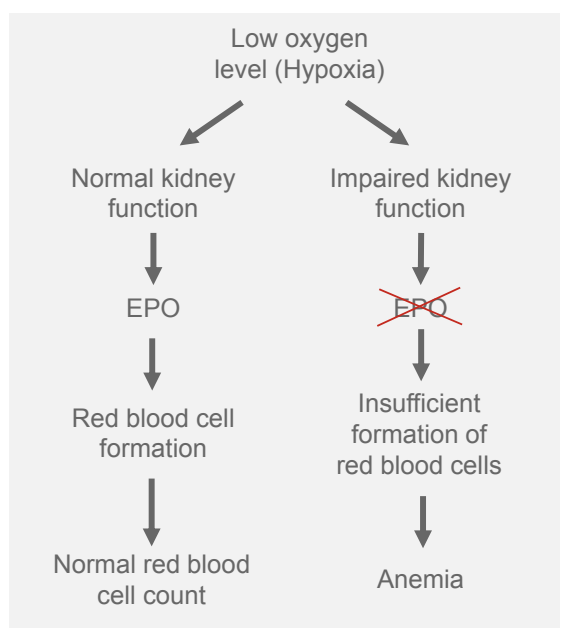 Low oxygen
level (Hypoxia)
Normal kidney
function
Impaired kidney
function
EPO
EPO
Red blood cell
formation
Insufficient
formation of
red blood cells
Normal red blood
cell count
Anemia